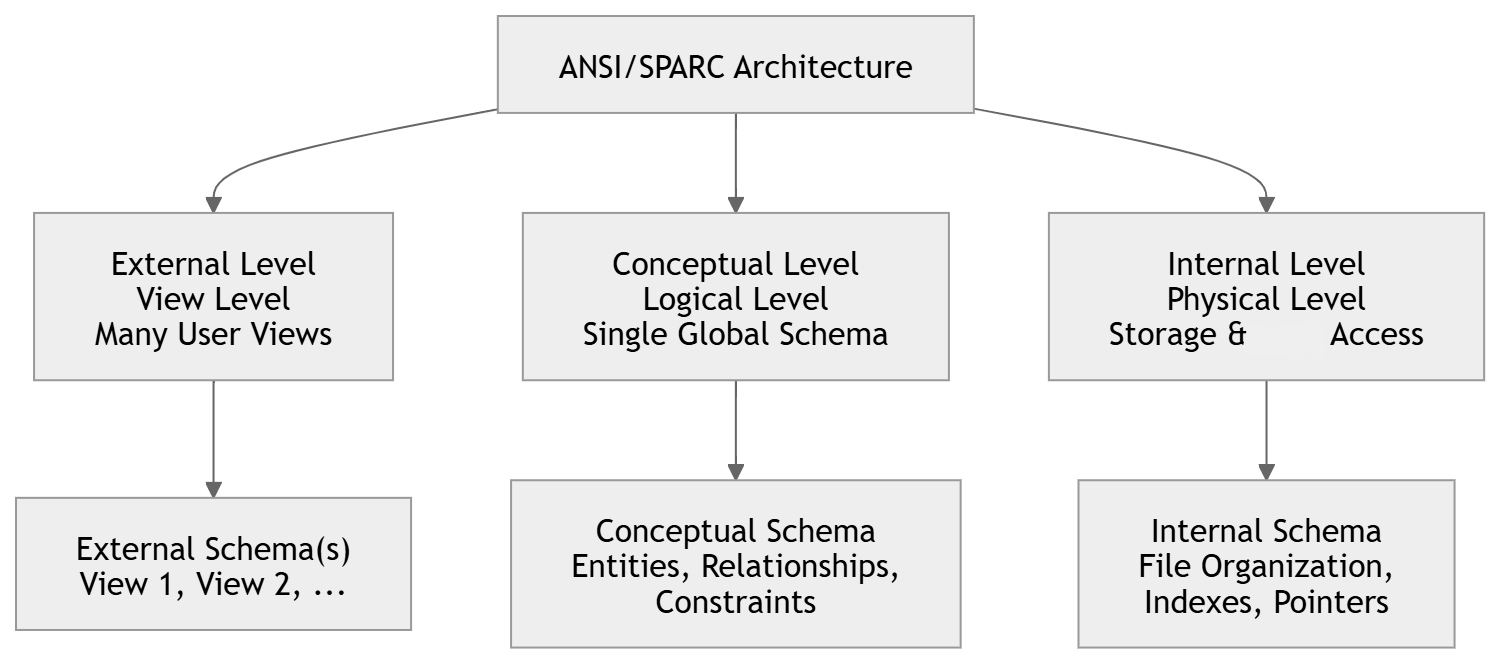 ANSI/SPARC Architecture
External Level
View Level
Many User Views
Conceptual Level
Logical Level
Single Global Schema
Internal Level
Physical Level
Storage & Access
External Schema(s)
View 1, View 2, ...
Conceptual Schema
Entities, Relationships,
Constraints
Internal Schema
File Organization,
Indexes, Pointers